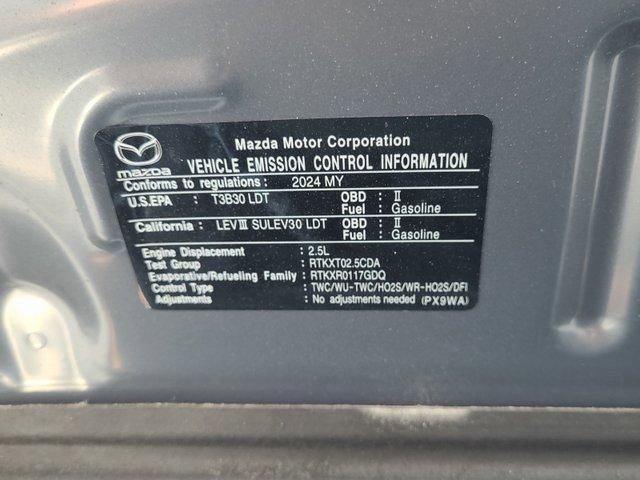 mazda
Mazda Motor Corporation
VEHICLE EMISSION CONTROL INFORMATION
Conforms to regulations : 2024 MY
U.S.EPA : T3B30 LDT OBD : II
Fuel : Gasoline
California : LEVIII SULEV30 LDT OBD : II
Fuel : Gasoline
Engine Displacement : 2.5L
Test Group : RTKXT02.5CDA
Evaporative/Refueling Family : RTKXR0117GDQ
Control Type : TWC/WU-TWC/HO2S/WR-HO2S/DFI
Adjustments : No adjustments needed (PX9WA)